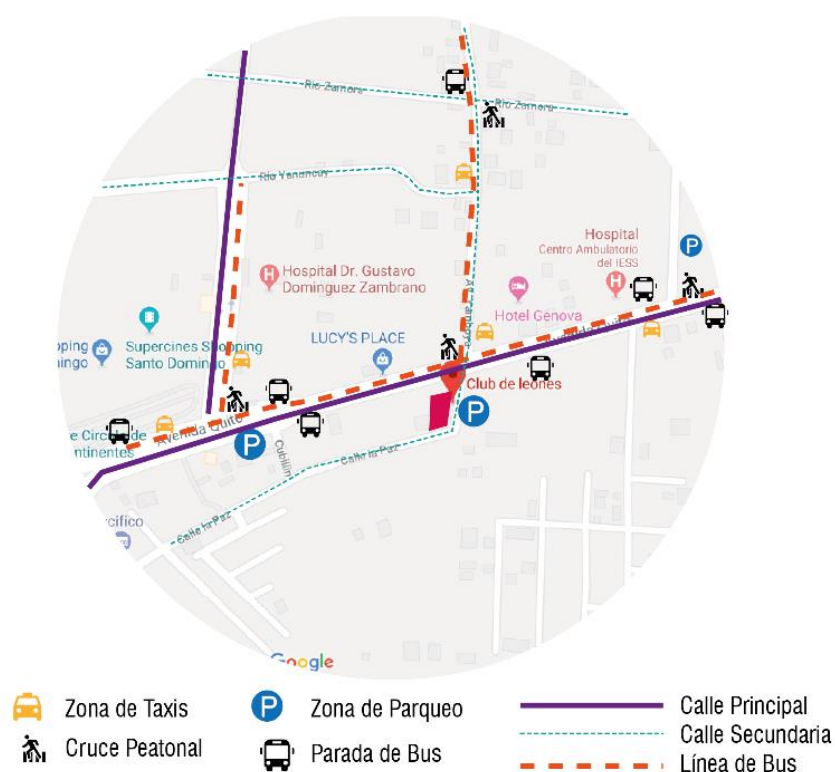 Rio Zamora
Rio Zamora
Rio Yanuncay
Hospital
Centro Ambulatorio
del IESS
P
Hospital Dr. Gustavo
Dominguez Zambrano
Hotel Genova
LUCY'S PLACE
Supercines Shopping
Santo Domingo
Club de leones
Avenida Quito
P
P
Cubillin
Calle la Paz
Calle la Paz
Google
Zona de Taxis
P
Zona de Parqueo
Calle Principal
Calle Secundaria
Cruce Peatonal
Parada de Bus
Línea de Bus